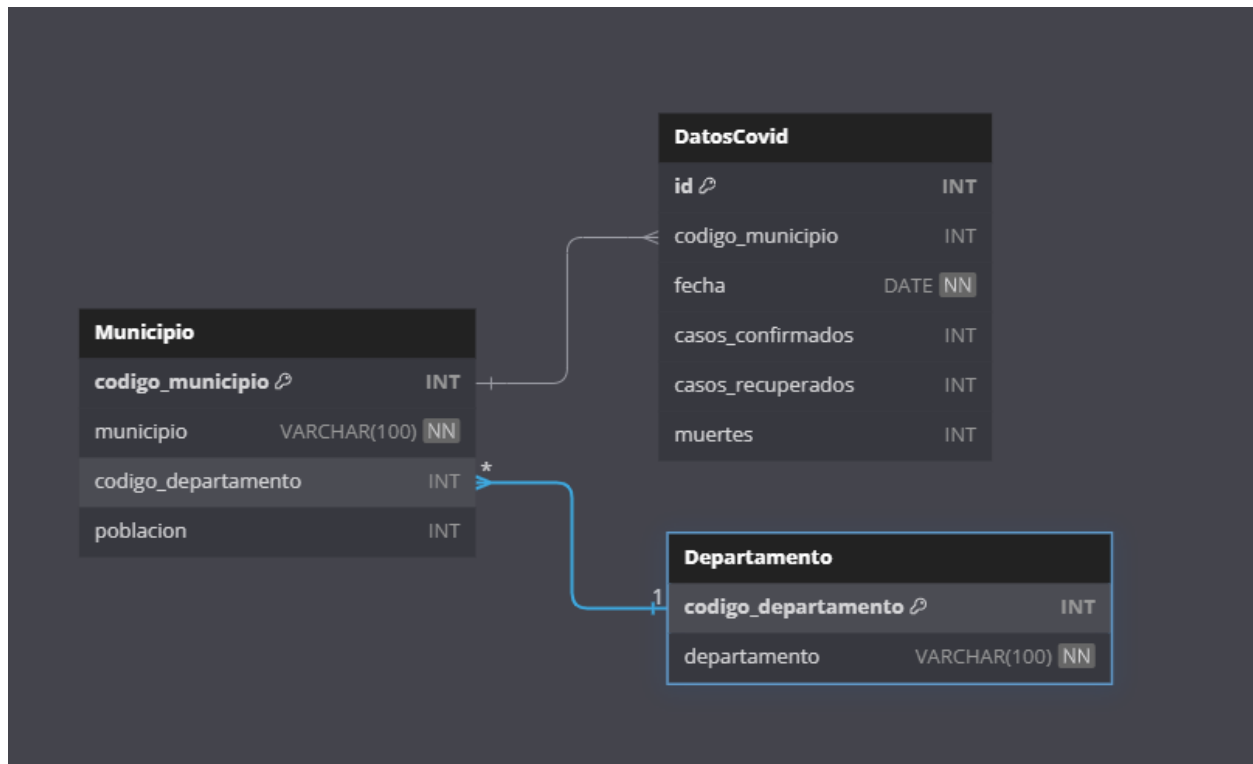 DatosCovid
id INT
codigo_municipio INT
fecha DATE NN
casos_confirmados INT
casos_recuperados INT
muertes INT
Municipio
codigo_municipio INT
municipio VARCHAR(100) NN
codigo_departamento INT
poblacion INT
*
1
Departamento
codigo_departamento INT
departamento VARCHAR(100) NN